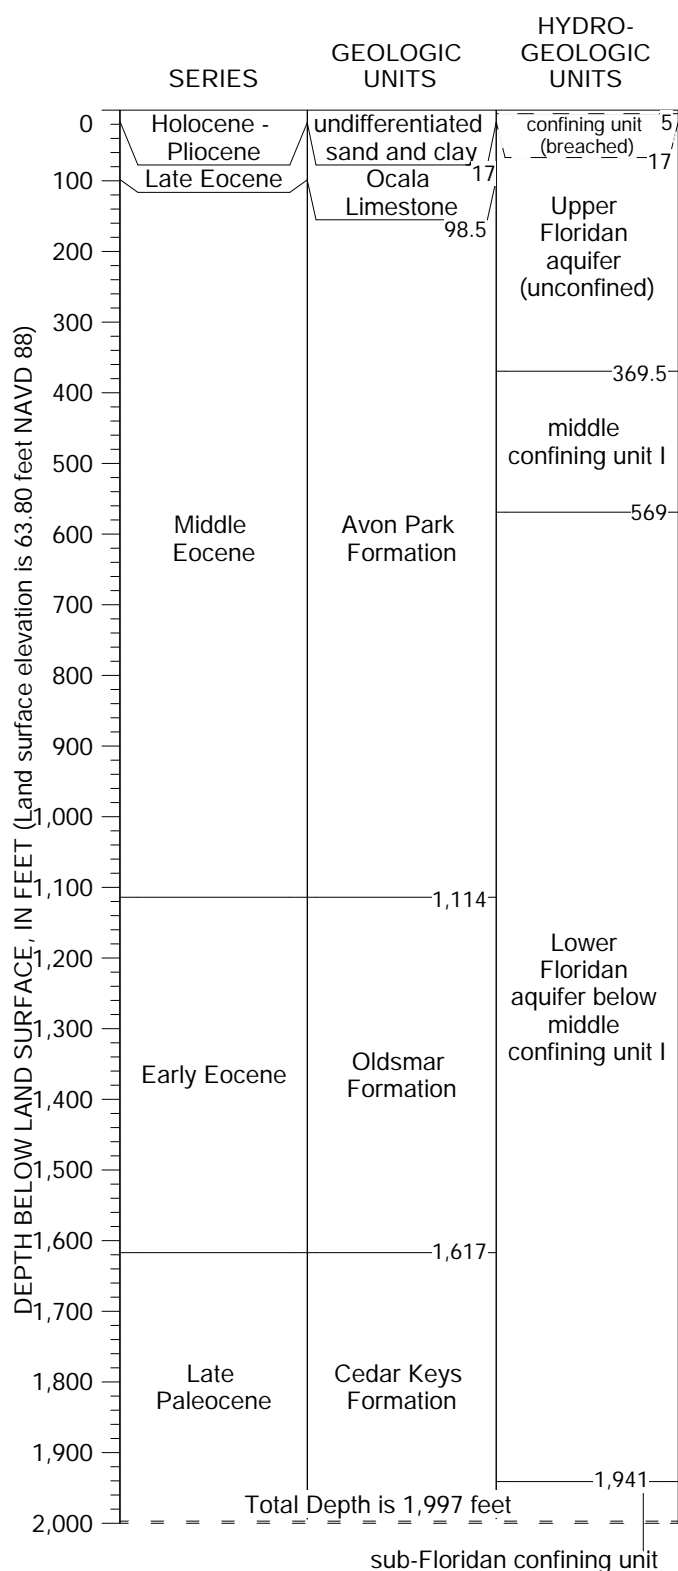 SERIES
GEOLOGIC
UNITS
HYDRO-
GEOLOGIC
UNITS
DEPTH BELOW LAND SURFACE, IN FEET (Land surface elevation is 63.80 feet NAVD 88)
0
100
200
300
400
500
600
700
800
900
1,000
1,100
1,200
1,300
1,400
1,500
1,600
1,700
1,800
1,900
2,000
Holocene -
Pliocene
Late Eocene
Middle
Eocene
Early Eocene
Late
Paleocene
undifferentiated
sand and clay
17
Ocala
Limestone
98.5
Avon Park
Formation
1,114
Oldsmar
Formation
1,617
Cedar Keys
Formation
5
confining unit
(breached)
17
Upper
Floridan
aquifer
(unconfined)
369.5
middle
confining unit I
569
Lower
Floridan
aquifer below
middle
confining unit I
1,941
Total Depth is 1,997 feet
sub-Floridan confining unit